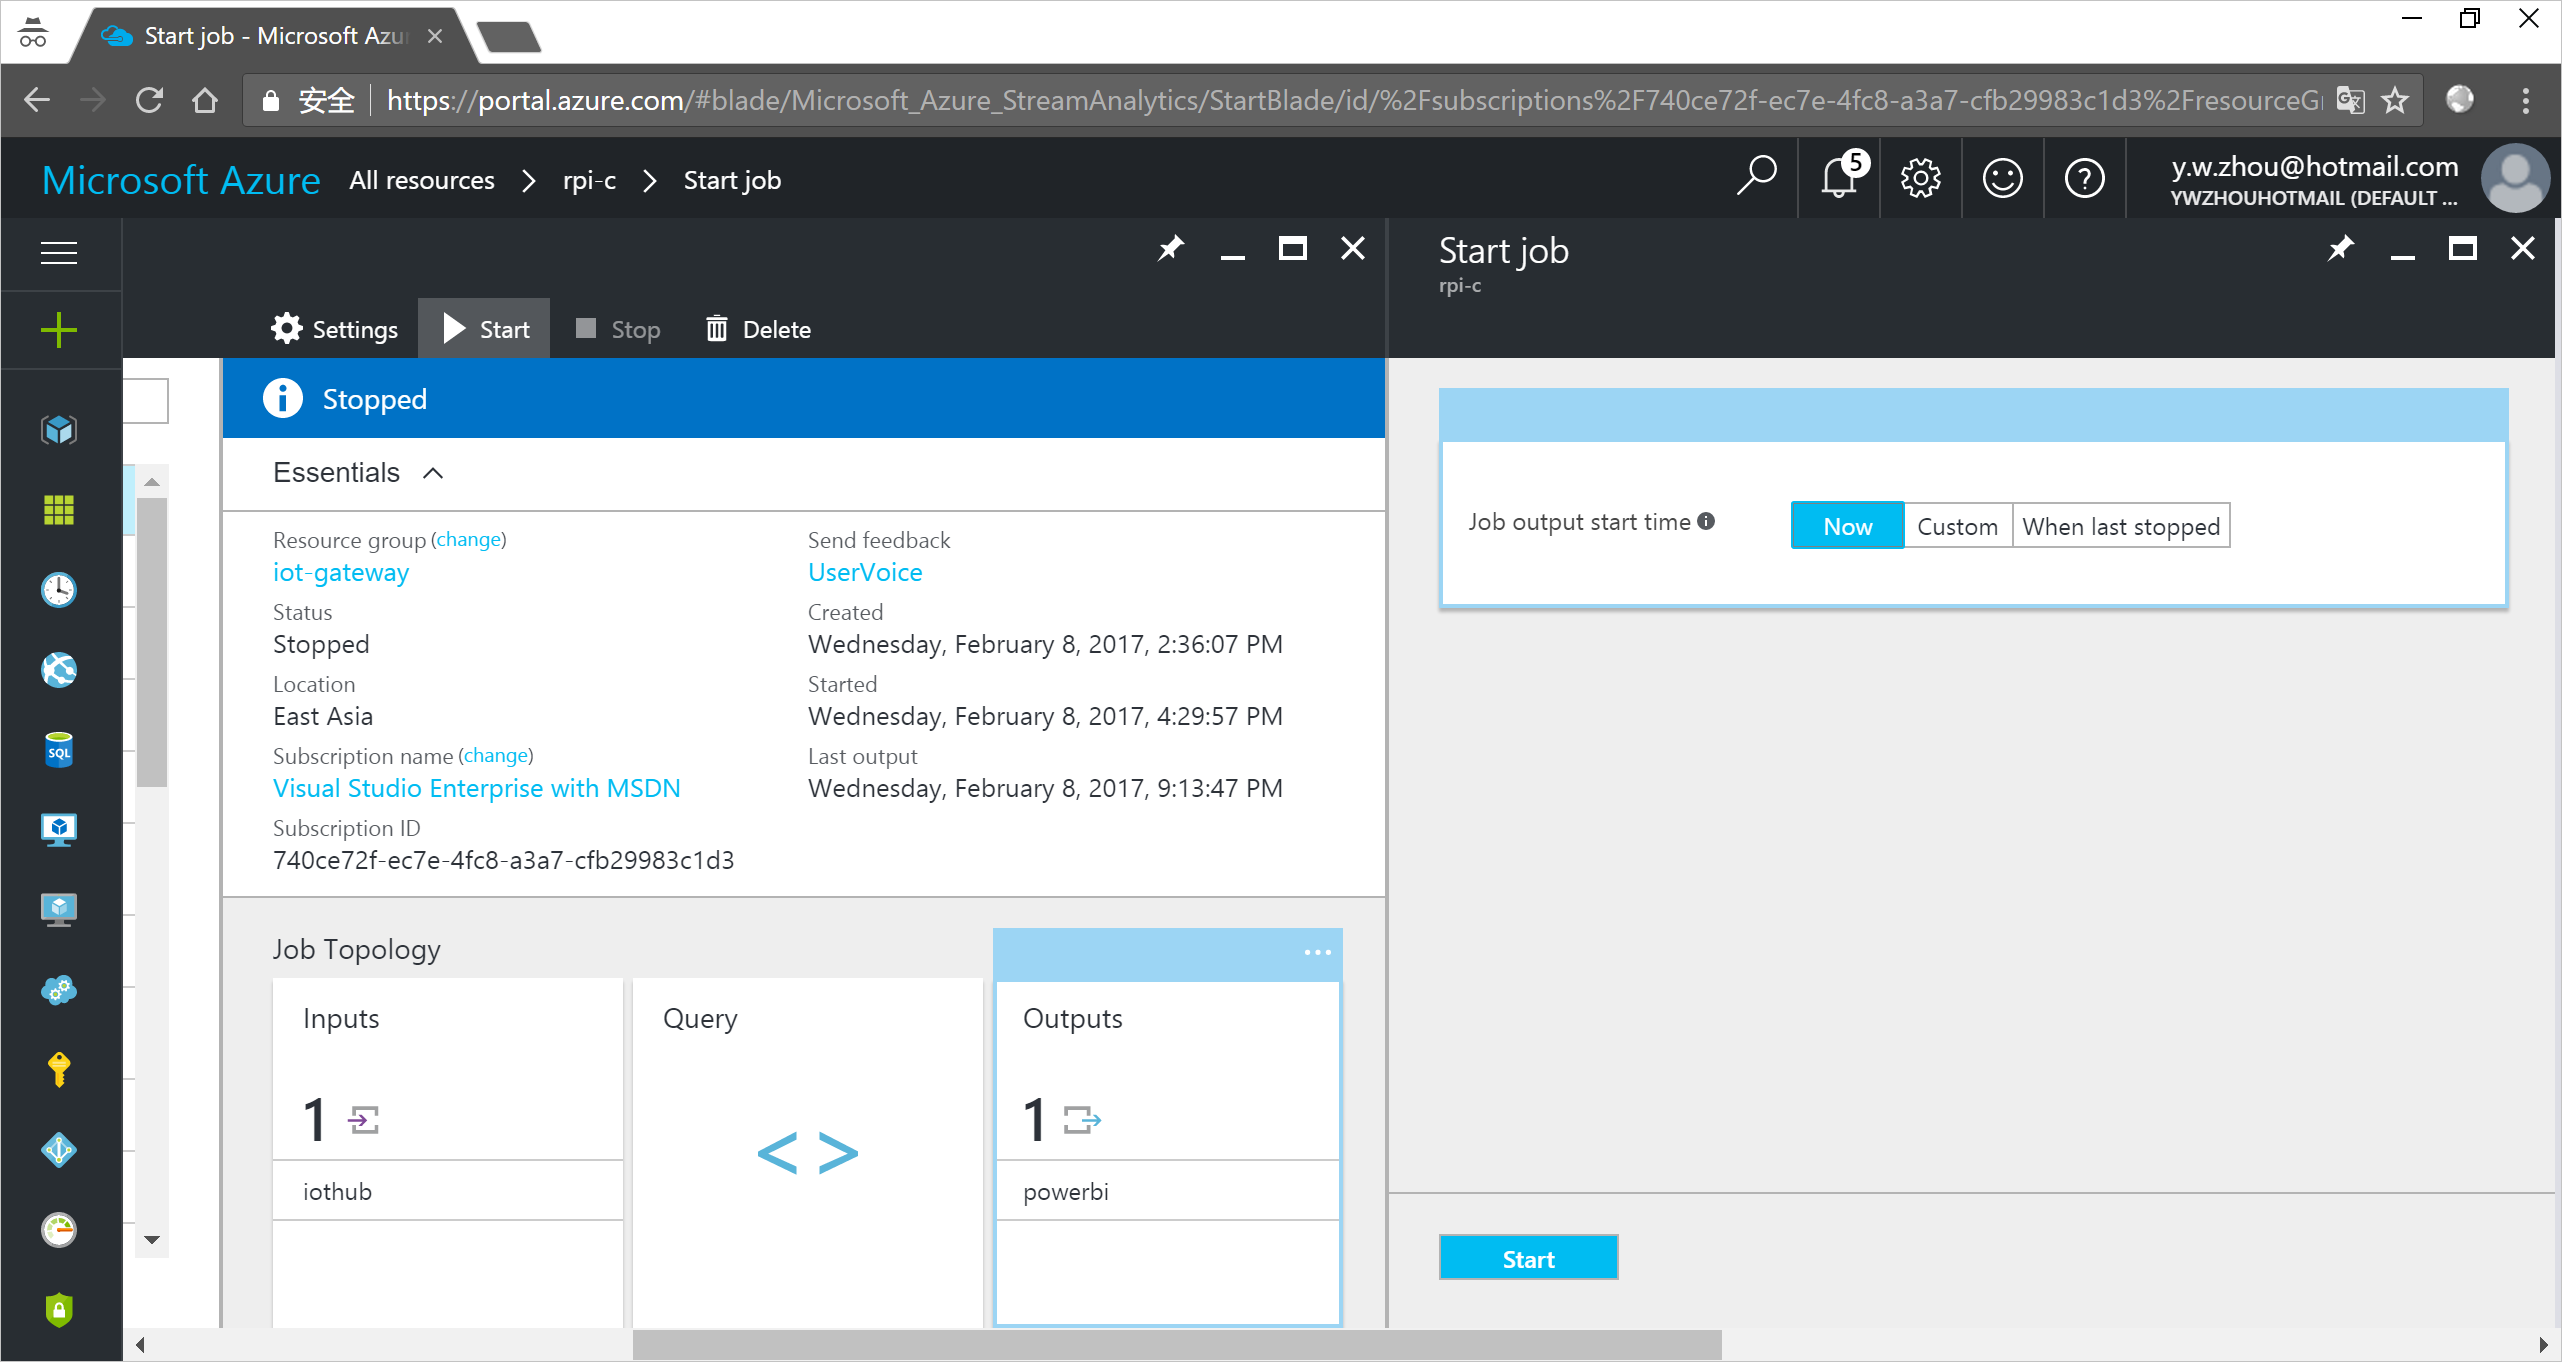 Start job - Microsoft Azu
安全 https://portal.azure.com/#blade/Microsoft_Azure_StreamAnalytics/StartBlade/id/%2Fsubscriptions%2F740ce72f-ec7e-4fc8-a3a7-cfb29983c1d3%2FresourceG
Microsoft Azure All resources > rpi-c > Start job
5
y.w.zhou@hotmail.com
YWZHOUHOTMAIL (DEFAULT ...
Settings Start Stop Delete
Stopped
Essentials
Resource group (change)
iot-gateway
Status
Stopped
Location
East Asia
Subscription name (change)
Visual Studio Enterprise with MSDN
Subscription ID
740ce72f-ec7e-4fc8-a3a7-cfb29983c1d3
Send feedback
UserVoice
Created
Wednesday, February 8, 2017, 2:36:07 PM
Started
Wednesday, February 8, 2017, 4:29:57 PM
Last output
Wednesday, February 8, 2017, 9:13:47 PM
Job Topology
Inputs
1
iothub
Query
< >
Outputs
1
powerbi
SQL
Start job
rpi-c
Job output start time Now Custom When last stopped
Start